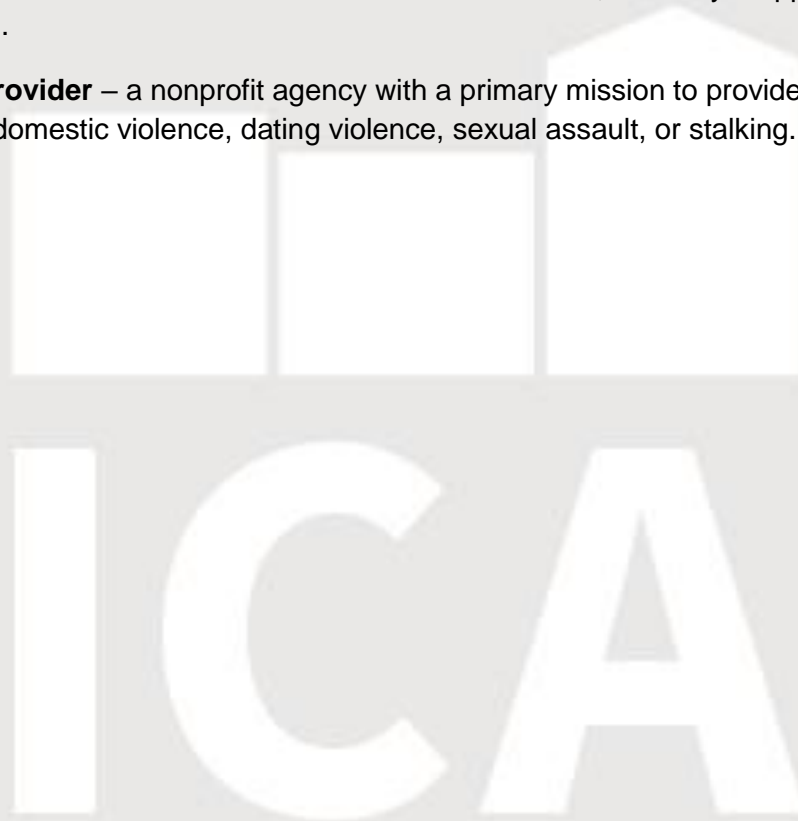 .
rovider – a nonprofit agency with a primary mission to provide
domestic violence, dating violence, sexual assault, or stalking.
ICA